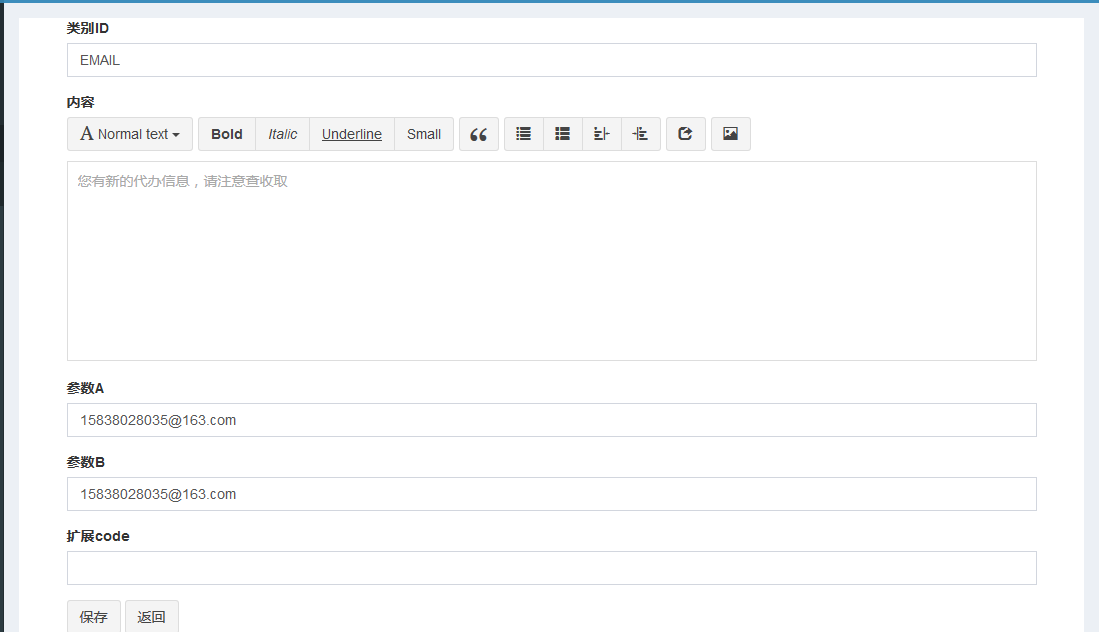 类别ID
EMAIL
内容
A Normal text Bold Italic Underline Small
您有新的代办信息，请注意查收取
参数A
15838028035@163.com
参数B
15838028035@163.com
扩展code
保存 返回